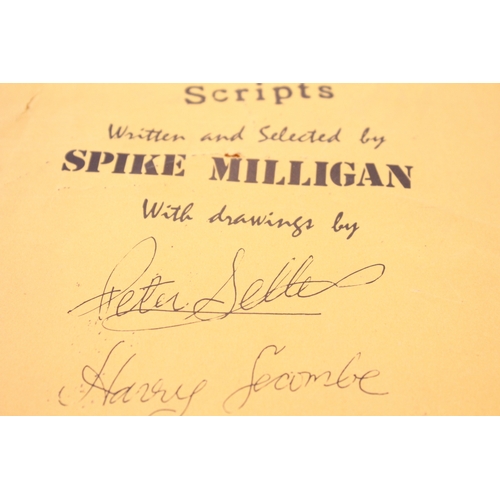 Scripts
Written and Selected by
SPIKE MILLIGAN
With drawings by
Peter Sellers
Harry Secombe